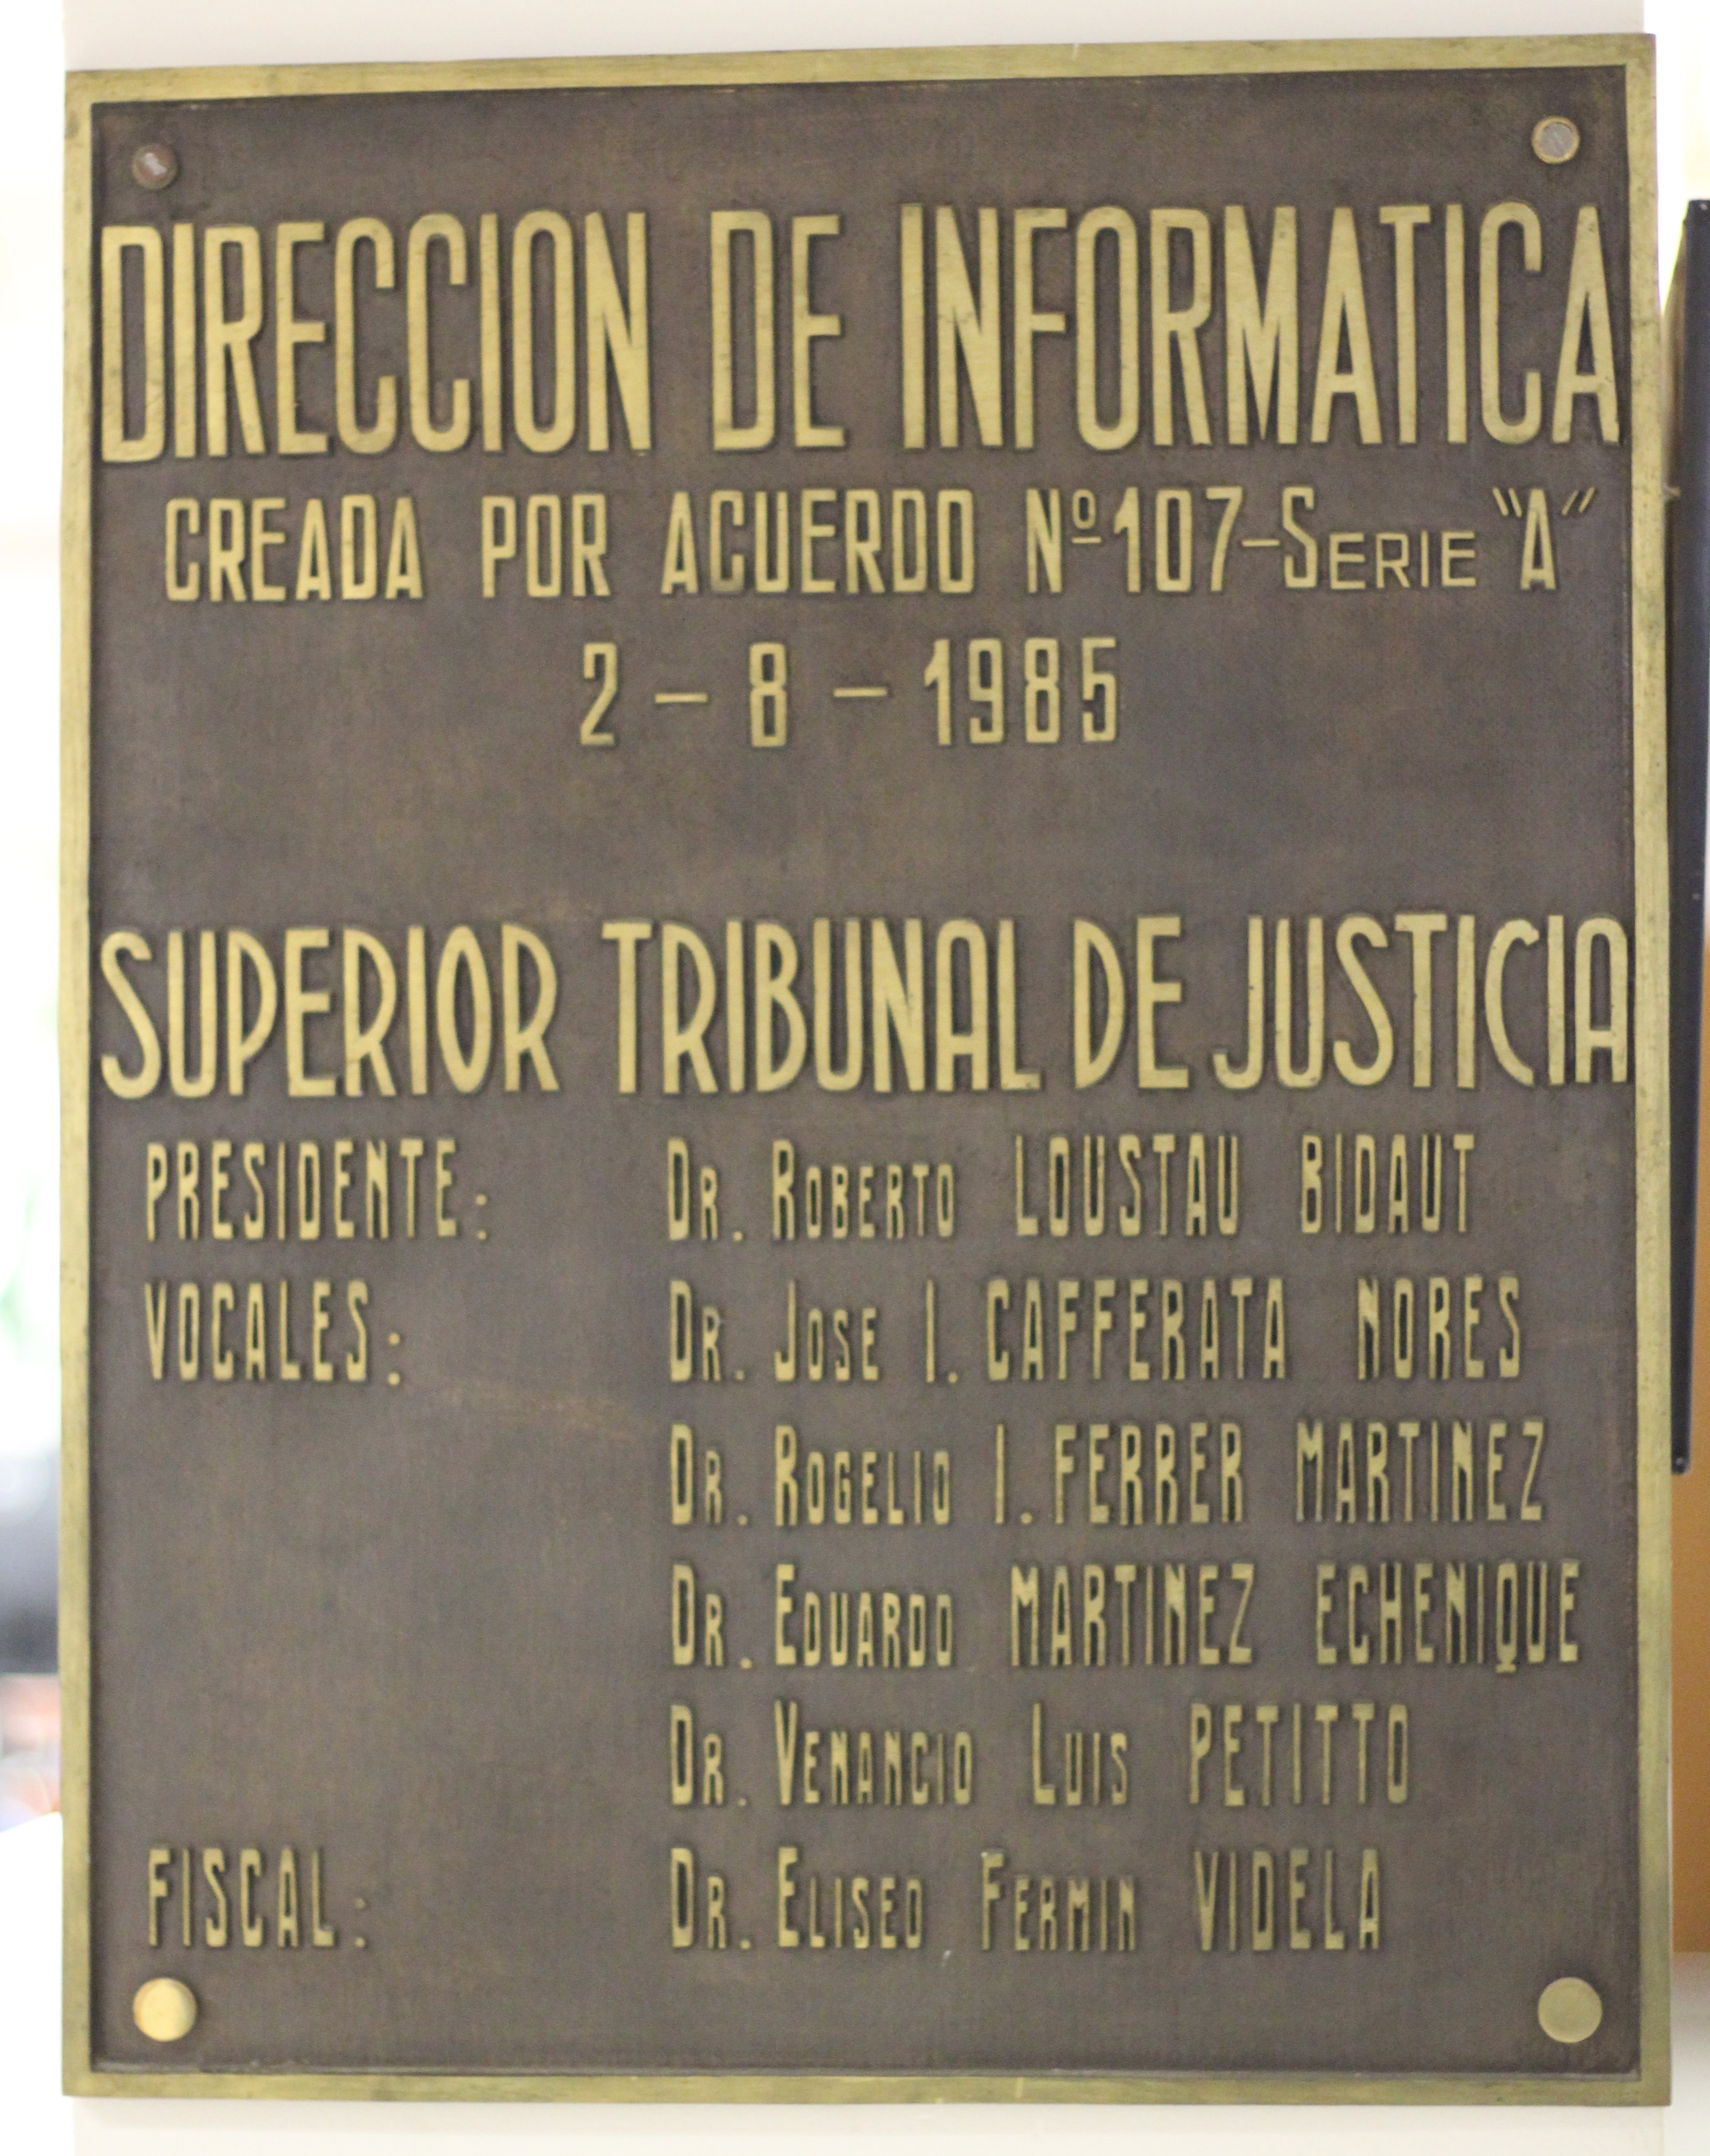 DIRECCION DE INFORMATICA
CREADA POR ACUERDO Nº107-SERIE "A"
2 - 8 - 1985
SUPERIOR TRIBUNAL DE JUSTICIA
PRESIDENTE: DR. ROBERTO LOUSTAU BIDAUT
VOCALES: DR. JOSE I. CAFFERATA NORES
DR. ROGELIO I. FERRER MARTINEZ
DR. EDUARDO MARTINEZ ECHENIQUE
DR. VENANCIO LUIS PETITTO
FISCAL: DR. ELISEO FERMIN VIDELA